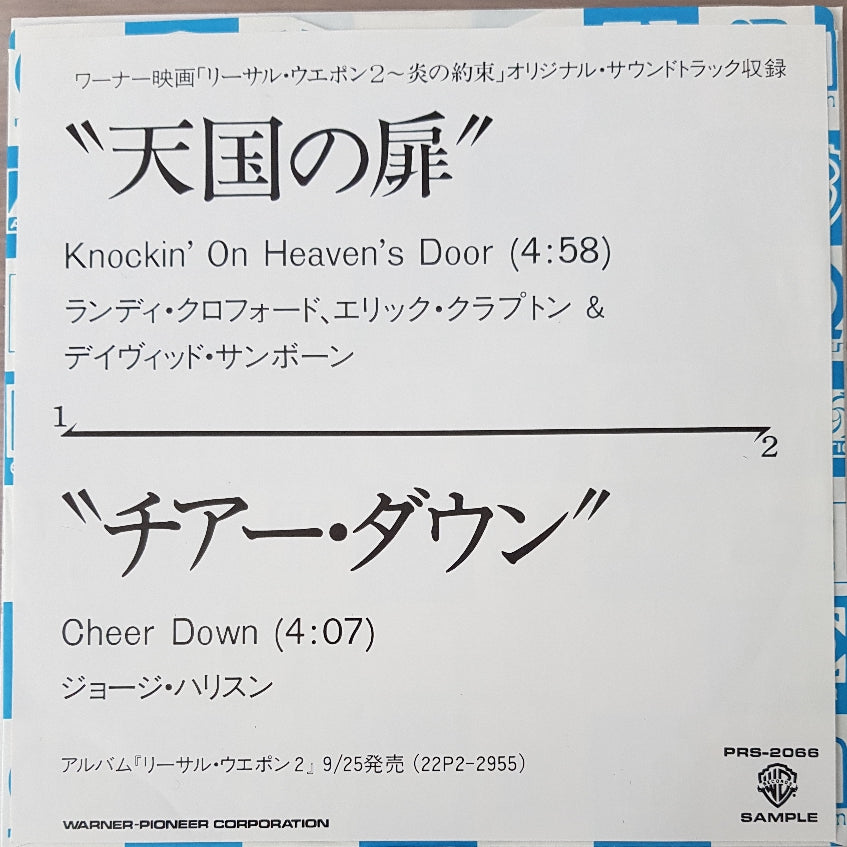 ワーナー映画「リーサル・ウエポン2〜炎の約束」オリジナル・サウンドトラック収録
"天国の扉"
Knockin' On Heaven's Door (4:58)
ランディ・クロフォード、エリック・クラプトン &
デイヴィッド・サンボーン
1
2
"チアー・ダウン"
Cheer Down (4:07)
ジョージ・ハリスン
アルバム『リーサル・ウエポン2』 9/25発売 (22P2-2955)
PRS-2066
SAMPLE
WARNER-PIONEER CORPORATION